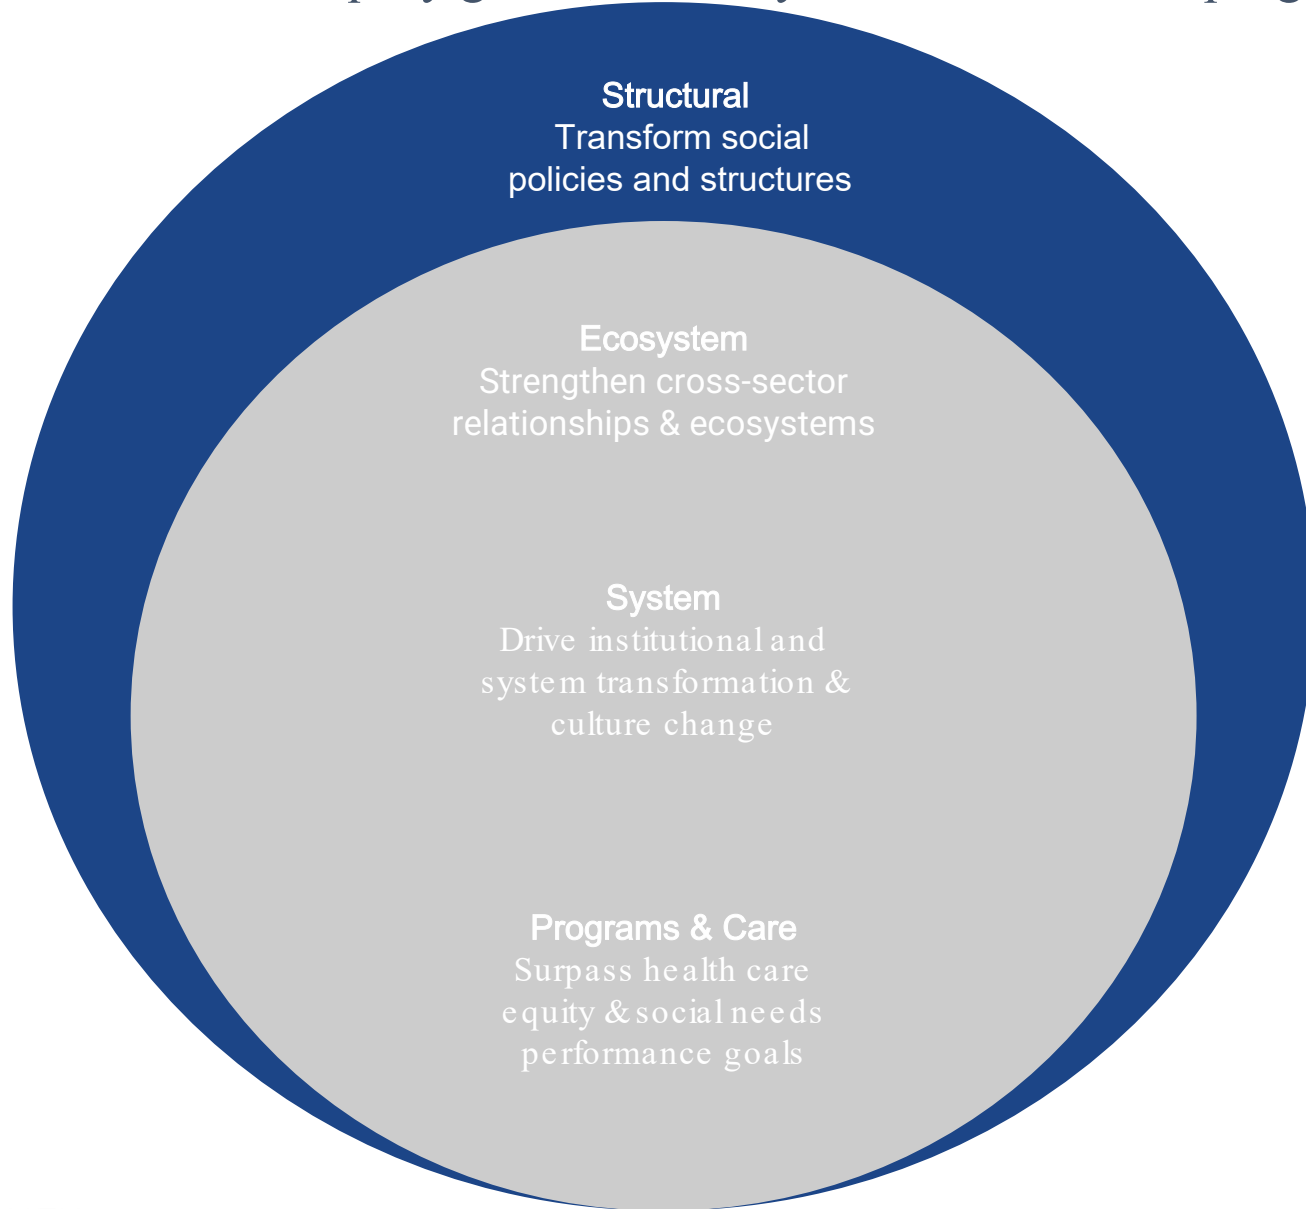 Structural
Transform social
policies and structures
Ecosystem
Strengthen cross-sector
relationships & ecosystems
System
Drive institutional and
system transformation &
culture change
Programs & Care
Surpass health care
equity & social needs
performance goals